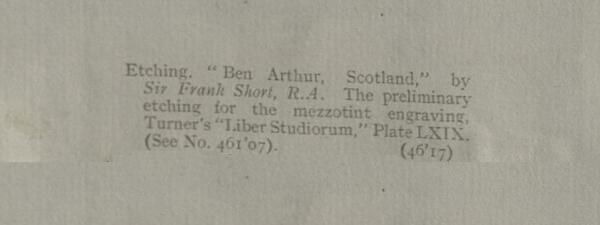 Etching. "Ben Arthur, Scotland," by
Sir Frank Short, R.A. The preliminary
etching for the mezzotint engraving,
Turner's "Liber Studiorum," Plate LXIX.
(See No. 461'07). (46'17)